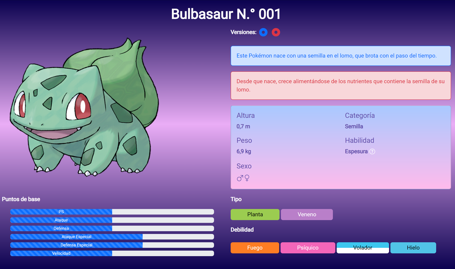 Bulbasaur N.° 001
Versiones:
Este Pokémon nace con una semilla en el lomo, que brota con el paso del tiempo.
Desde que nace, crece alimentándose de los nutrientes que contiene la semilla de su
lomo.
Altura
0,7 m
Categoría
Semilla
Peso
6,9 kg
Habilidad
Espesura
Sexo
Puntos de base
PS
Ataque
Defensa
Ataque Especial
Defensa Especial
Velocidad
Tipo
Planta
Veneno
Debilidad
Fuego
Psíquico
Volador
Hielo